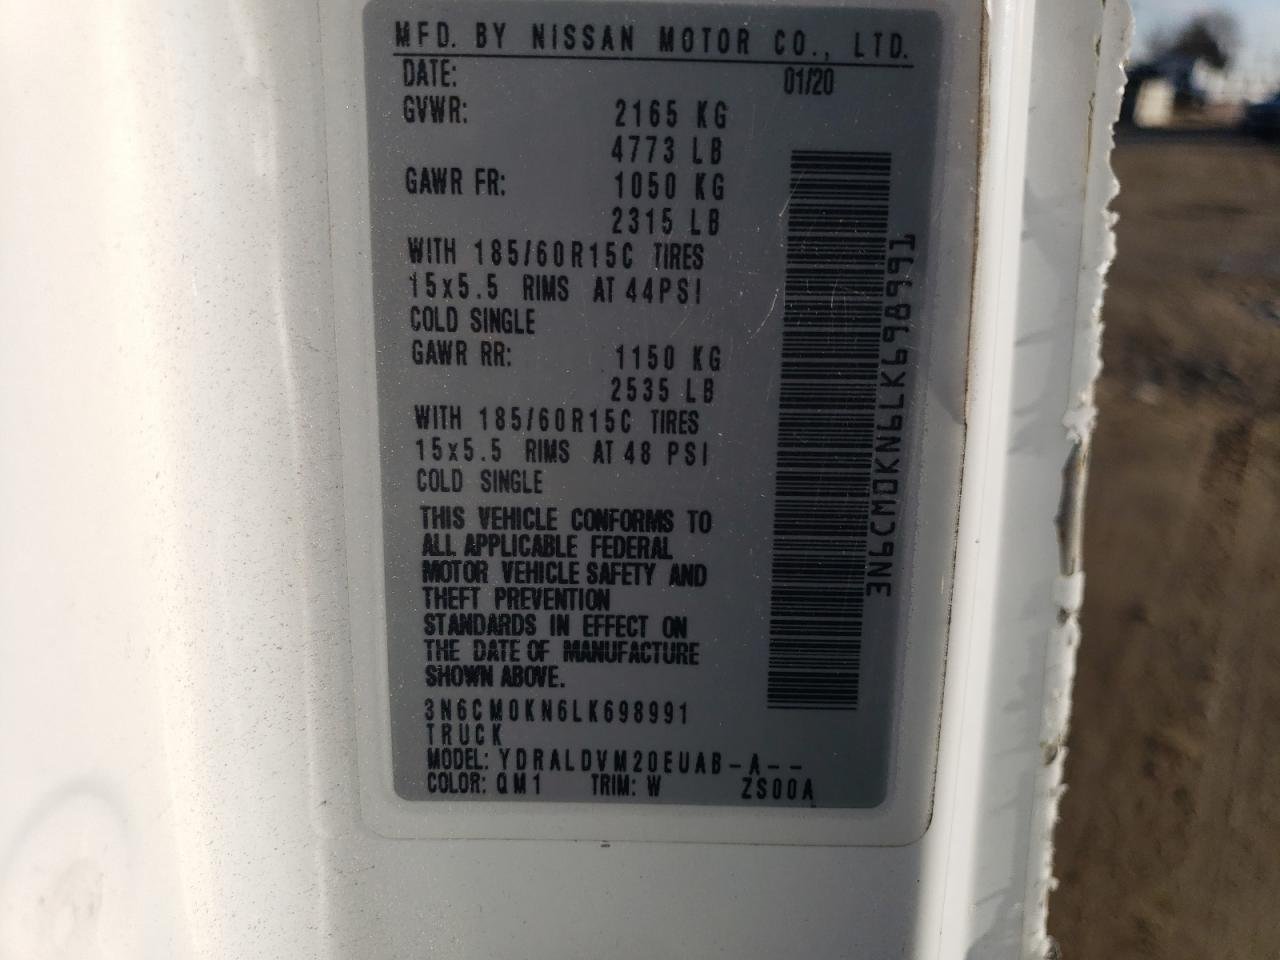 MFD. BY NISSAN MOTOR CO., LTD.
DATE: 01/20
GVWR: 2165 KG
4773 LB
GAWR FR: 1050 KG
2315 LB
WITH 185/60R15C TIRES
15x5.5 RIMS AT 44PSI
COLD SINGLE
GAWR RR: 1150 KG
2535 LB
WITH 185/60R15C TIRES
15x5.5 RIMS AT 48 PSI
COLD SINGLE
THIS VEHICLE CONFORMS TO
ALL APPLICABLE FEDERAL
MOTOR VEHICLE SAFETY AND
THEFT PREVENTION
STANDARDS IN EFFECT ON
THE DATE OF MANUFACTURE
SHOWN ABOVE.
3N6CM0KN6LK698991
TRUCK
MODEL: YDRALDVM20EUAB-A--
COLOR: QM1 TRIM: W ZS00A
3N6CM0KN6LK698991